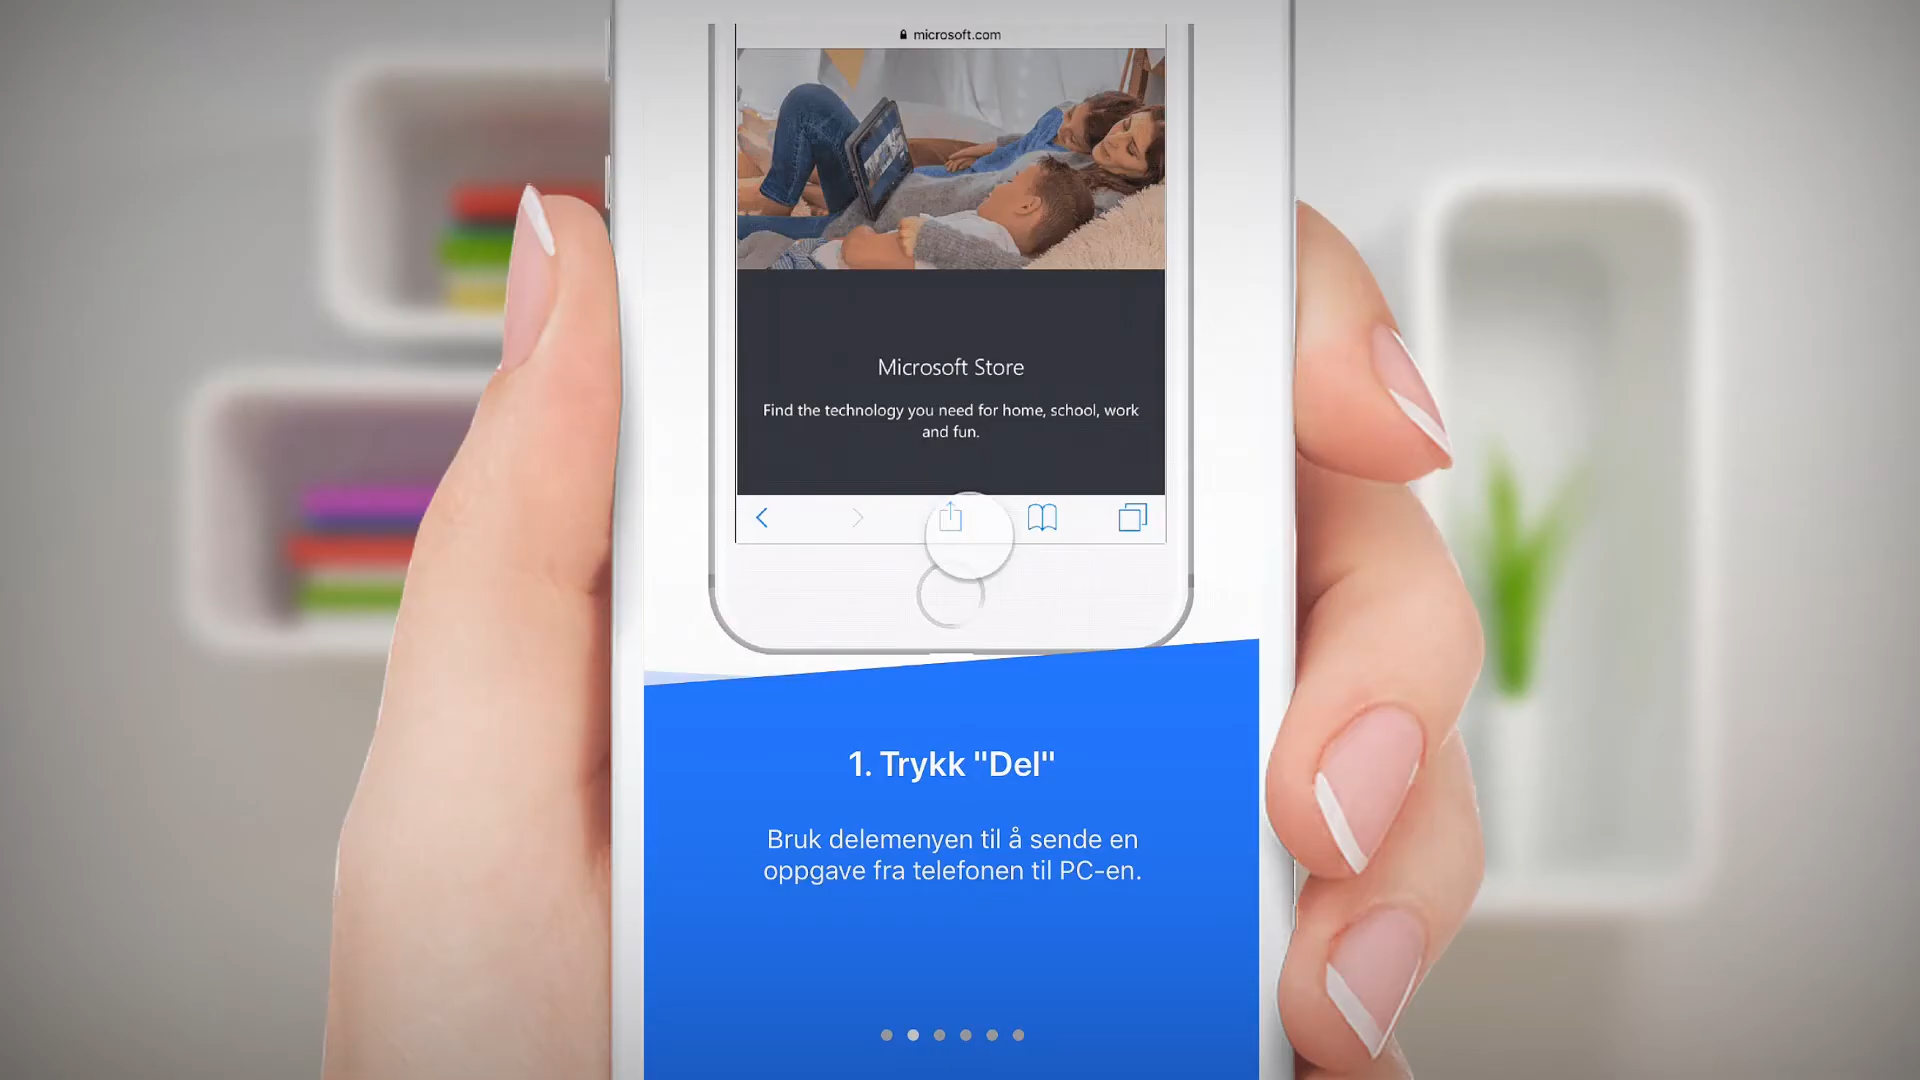 microsoft.com
Microsoft Store
Find the technology you need for home, school, work
and fun.
1. Trykk "Del"
Bruk delemenyen til å sende en
oppgave fra telefonen til PC-en.